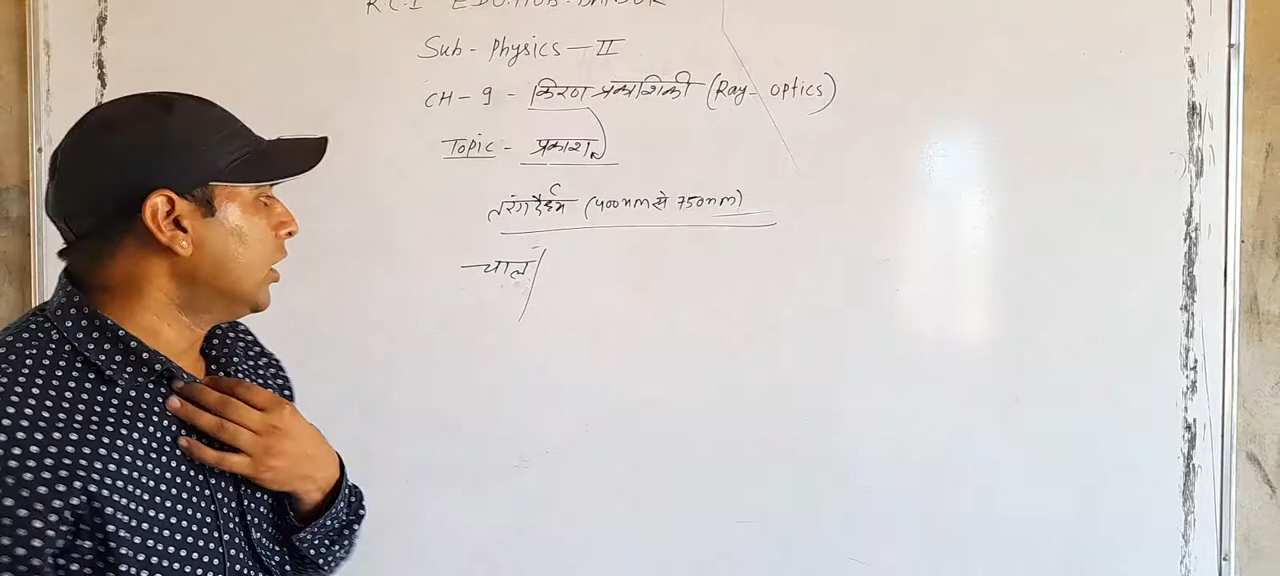 Sub - Physics - II
CH - 9 - किरण प्रकाशिकी (Ray - optics)
Topic - प्रकाश
तरंगदैर्ध्य (400nm से 750nm)
चाल